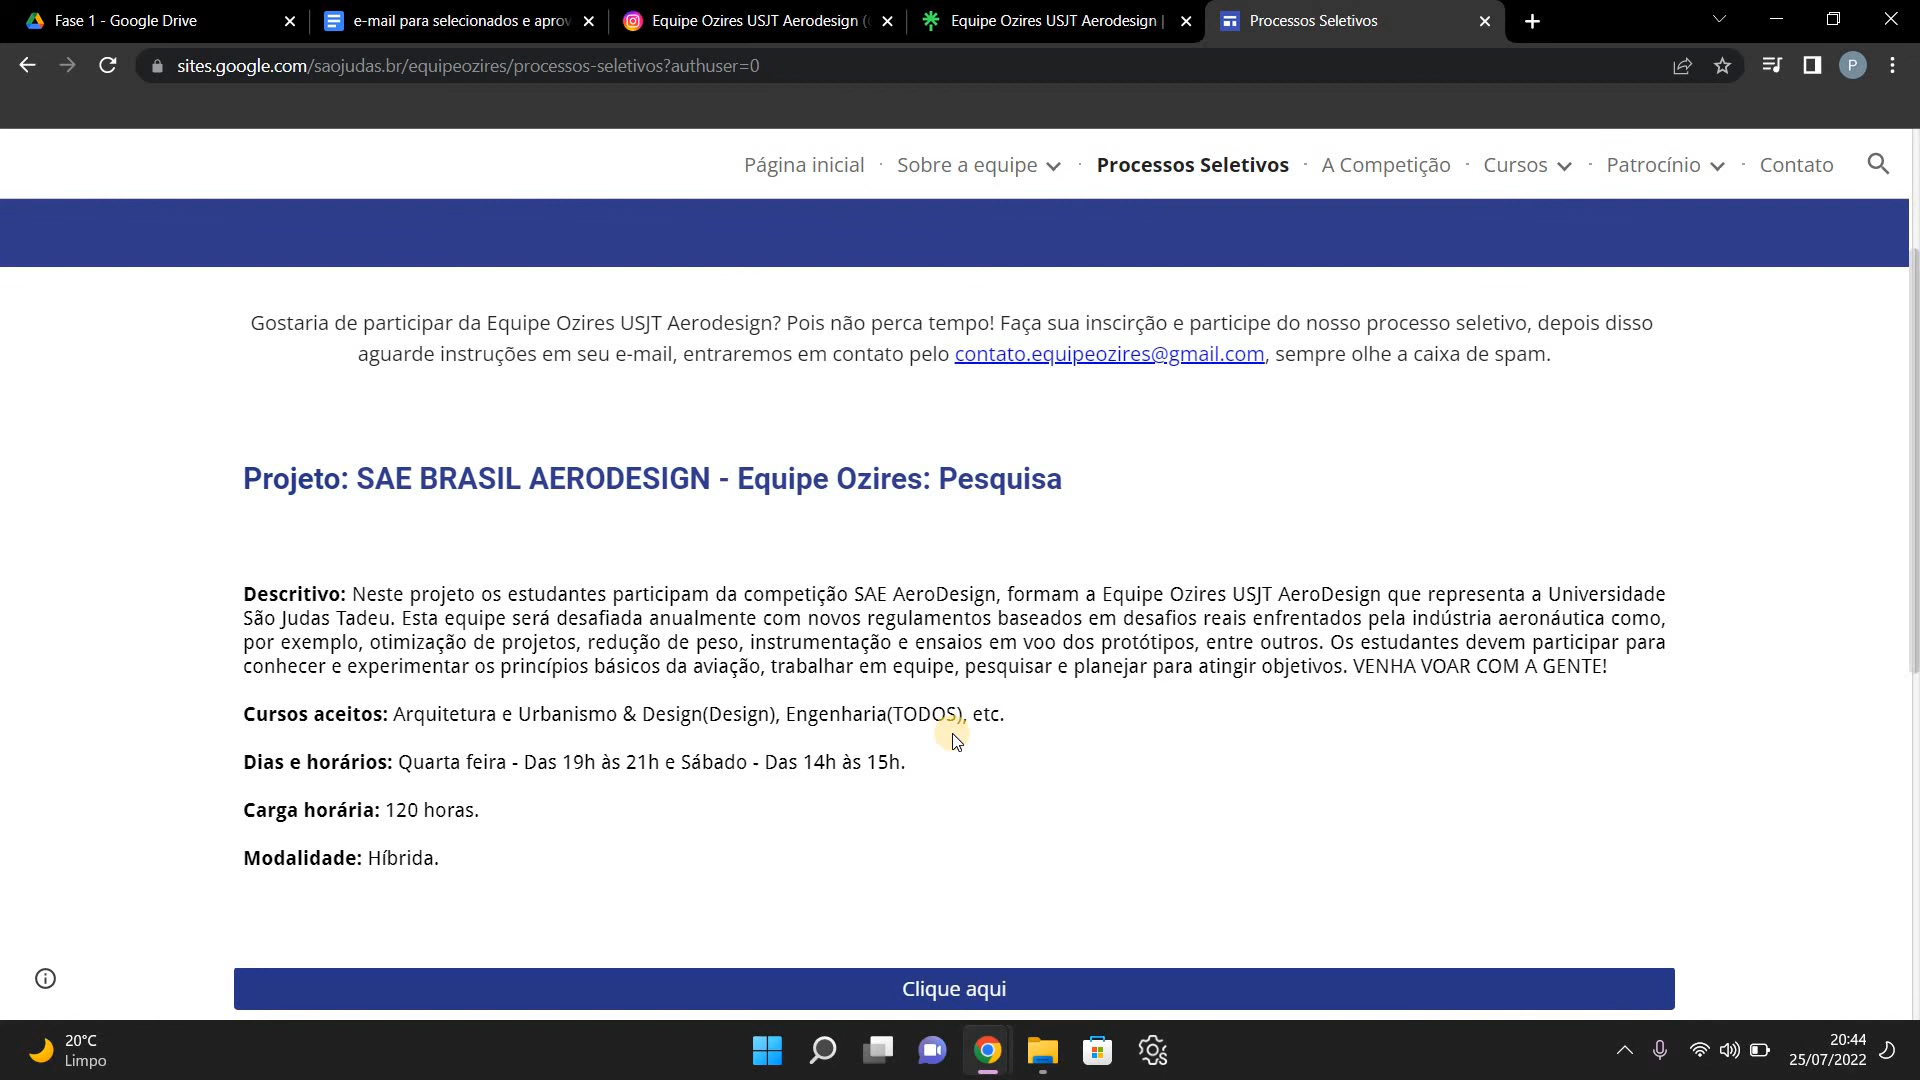 Fase 1 - Google Drive
e-mail para selecionados e aprov
Equipe Ozires USJT Aerodesign (
Equipe Ozires USJT Aerodesign |
Processos Seletivos
sites.google.com/saojudas.br/equipeozires/processos-seletivos?authuser=0
P
Página inicial · Sobre a equipe · Processos Seletivos · A Competição · Cursos · Patrocínio · Contato
Gostaria de participar da Equipe Ozires USJT Aerodesign? Pois não perca tempo! Faça sua inscirção e participe do nosso processo seletivo, depois disso
aguarde instruções em seu e-mail, entraremos em contato pelo contato.equipeozires@gmail.com, sempre olhe a caixa de spam.
Projeto: SAE BRASIL AERODESIGN - Equipe Ozires: Pesquisa
Descritivo: Neste projeto os estudantes participam da competição SAE AeroDesign, formam a Equipe Ozires USJT AeroDesign que representa a Universidade
São Judas Tadeu. Esta equipe será desafiada anualmente com novos regulamentos baseados em desafios reais enfrentados pela indústria aeronáutica como,
por exemplo, otimização de projetos, redução de peso, instrumentação e ensaios em voo dos protótipos, entre outros. Os estudantes devem participar para
conhecer e experimentar os princípios básicos da aviação, trabalhar em equipe, pesquisar e planejar para atingir objetivos. VENHA VOAR COM A GENTE!
Cursos aceitos: Arquitetura e Urbanismo & Design(Design), Engenharia(TODOS), etc.
Dias e horários: Quarta feira - Das 19h às 21h e Sábado - Das 14h às 15h.
Carga horária: 120 horas.
Modalidade: Híbrida.
Clique aqui
20°C
Limpo
20:44
25/07/2022